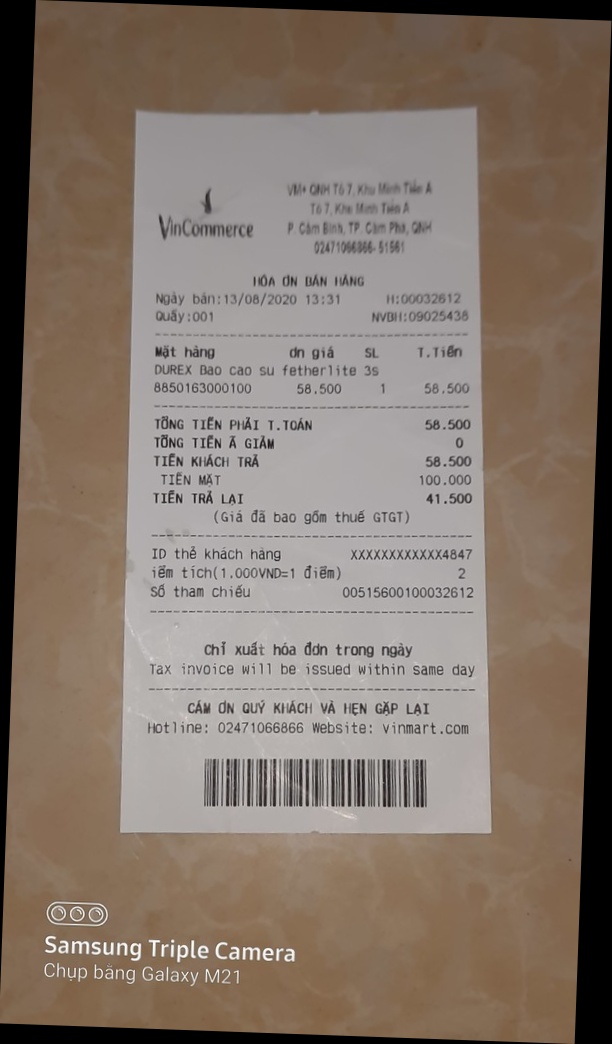 VinCommerce
VM+ QNH Tổ 7, Khu Minh Tiến A
Tổ 7, Khu Minh Tiến A
P. Cẩm Bình, TP. Cẩm Phả, QNH
02471066866-51561
HÓA ƠN BÁN HÀNG
Ngày bán:13/08/2020 13:31 H:00032612
Quầy:001 NVBH:09025438
Mặt hàng ơn giá SL T.Tiền
DUREX Bao cao su fetherlite 3s
8850163000100 58.500 1 58.500
TỔNG TIỀN PHẢI T.TOÁN 58.500
TỔNG TIỀN Ã GIẢM 0
TIỀN KHÁCH TRẢ 58.500
TIỀN MẶT 100.000
TIỀN TRẢ LẠI 41.500
(Giá đã bao gồm thuế GTGT)
ID thẻ khách hàng XXXXXXXXXXXX4847
iểm tích(1.000VND=1 điểm) 2
Số tham chiếu 00515600100032612
Chỉ xuất hóa đơn trong ngày
Tax invoice will be issued within same day
CẢM ƠN QUÝ KHÁCH VÀ HẸN GẶP LẠI
Hotline: 02471066866 Website: vinmart.com
Samsung Triple Camera
Chụp bằng Galaxy M21